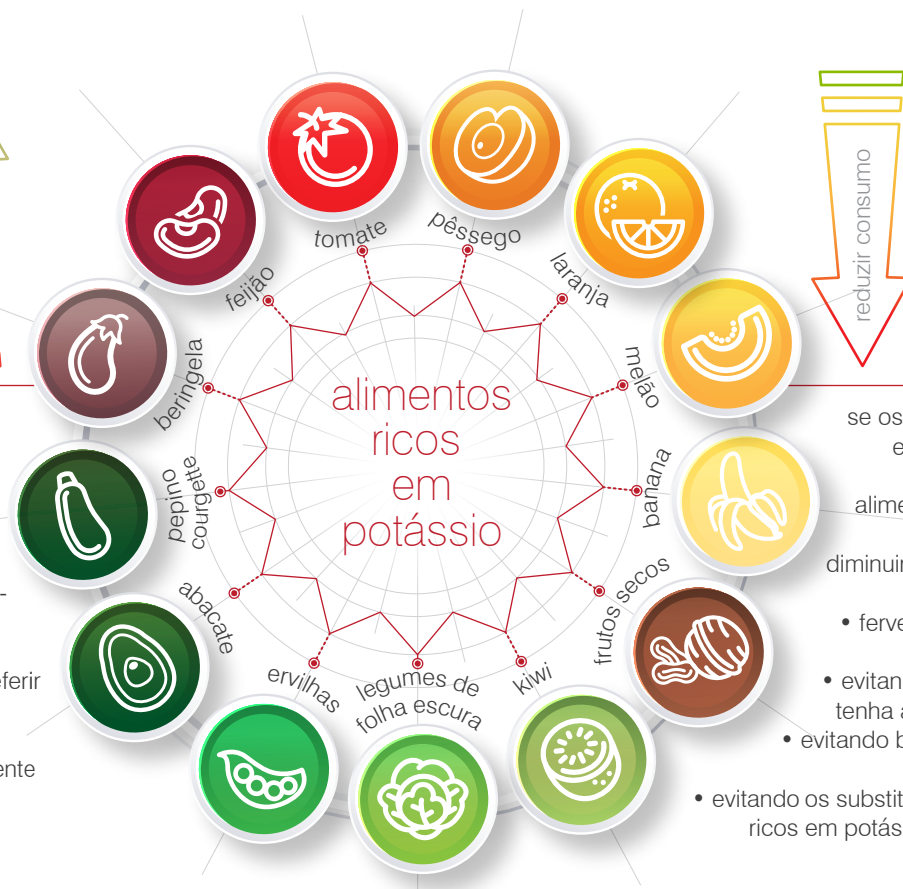 tomate
pêssego
laranja
melão
banana
frutos secos
kiwi
legumes de
folha escura
ervilhas
abacate
pepino
courgette
beringela
feijão
alimentos
ricos
em
potássio
reduzir consumo
se os
e
alime
diminuir
• ferve
• evitan
tenha a
• evitando b
• evitando os substit
ricos em potás
-
eferir
ente